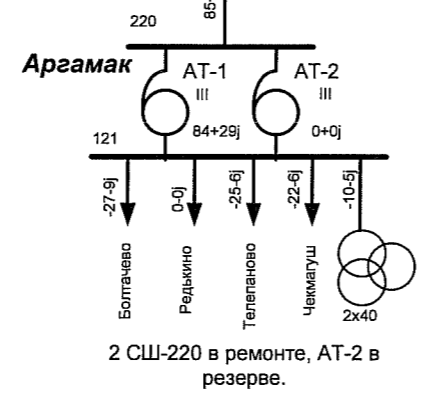 85-
220
Аргамак
АТ-1
АТ-2
III
III
121
84+29j
0+0j
-27-9j
0-0j
-25-6j
-22-6j
-10-5j
Болтачево
Редькино
Телепаново
Чекмагуш
2х40
2 СШ-220 в ремонте, АТ-2 в
резерве.